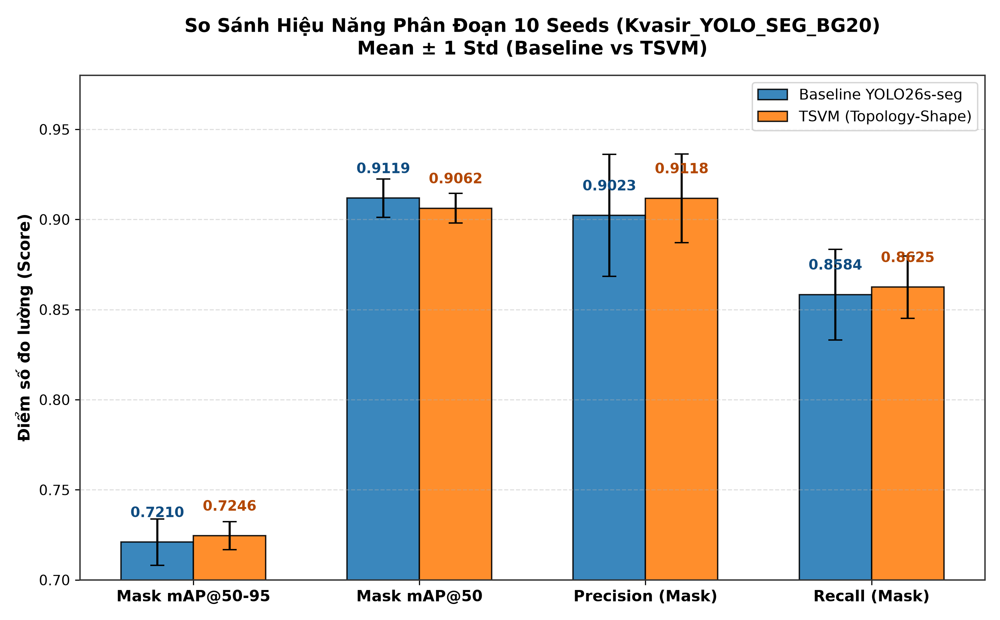 So Sánh Hiệu Năng Phân Đoạn 10 Seeds (Kvasir_YOLO_SEG_BG20)
Mean ± 1 Std (Baseline vs TSVM)
Baseline YOLO26s-seg
TSVM (Topology-Shape)
Điểm số đo lường (Score)
0.95
0.90
0.85
0.80
0.75
0.70
0.7210
0.7246
0.9119
0.9062
0.9023
0.9118
0.8584
0.8625
Mask mAP@50-95
Mask mAP@50
Precision (Mask)
Recall (Mask)